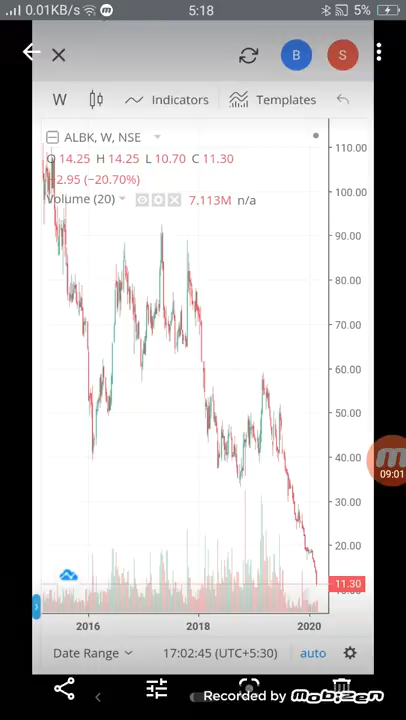 0.01KB/s 5:18 5%
B S
W Indicators Templates
ALBK, W, NSE
O 14.25 H 14.25 L 10.70 C 11.30
−2.95 (−20.70%)
Volume (20) 7.113M n/a
110.00
100.00
90.00
80.00
70.00
60.00
50.00
40.00
09:01
30.00
20.00
11.30
2016 2018 2020
Date Range 17:02:45 (UTC+5:30) auto
Recorded by Mobizen